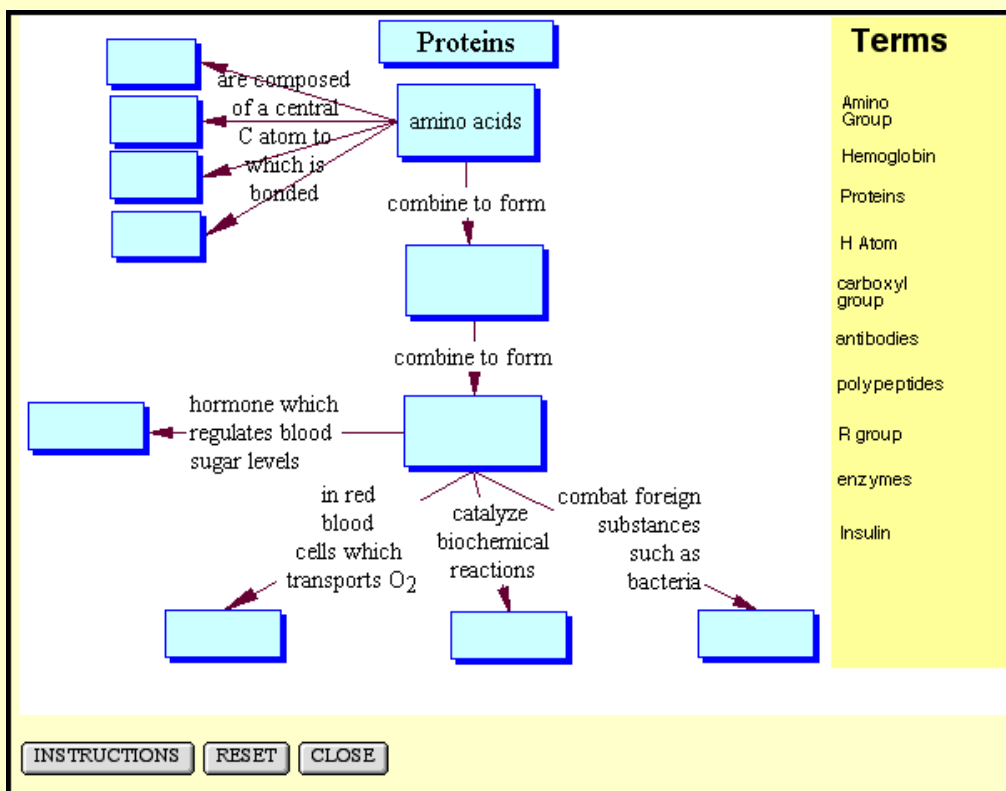 Proteins
are composed
of a central
C atom to
which is
bonded
amino acids
combine to form
combine to form
hormone which
regulates blood
sugar levels
in red
blood
cells which
transports O2
catalyze
biochemical
reactions
combat foreign
substances
such as
bacteria
Terms
Amino
Group
Hemoglobin
Proteins
H Atom
carboxyl
group
antibodies
polypeptides
R group
enzymes
Insulin
INSTRUCTIONS
RESET
CLOSE